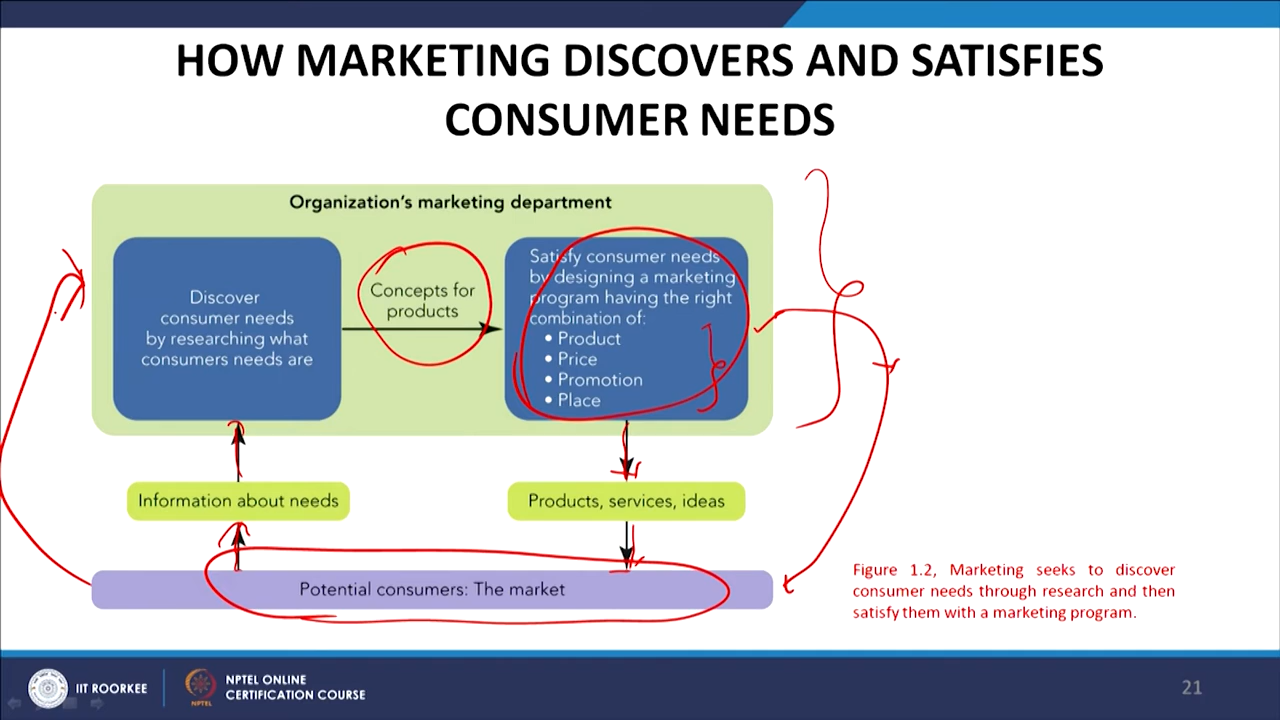 HOW MARKETING DISCOVERS AND SATISFIES
CONSUMER NEEDS
Organization's marketing department
Discover
consumer needs
by researching what
consumers needs are
Concepts for
products
Satisfy consumer needs
by designing a marketing
program having the right
combination of:
• Product
• Price
• Promotion
• Place
Information about needs
Products, services, ideas
Potential consumers: The market
Figure 1.2, Marketing seeks to discover
consumer needs through research and then
satisfy them with a marketing program.
IIT ROORKEE
NPTEL
NPTEL ONLINE
CERTIFICATION COURSE
21